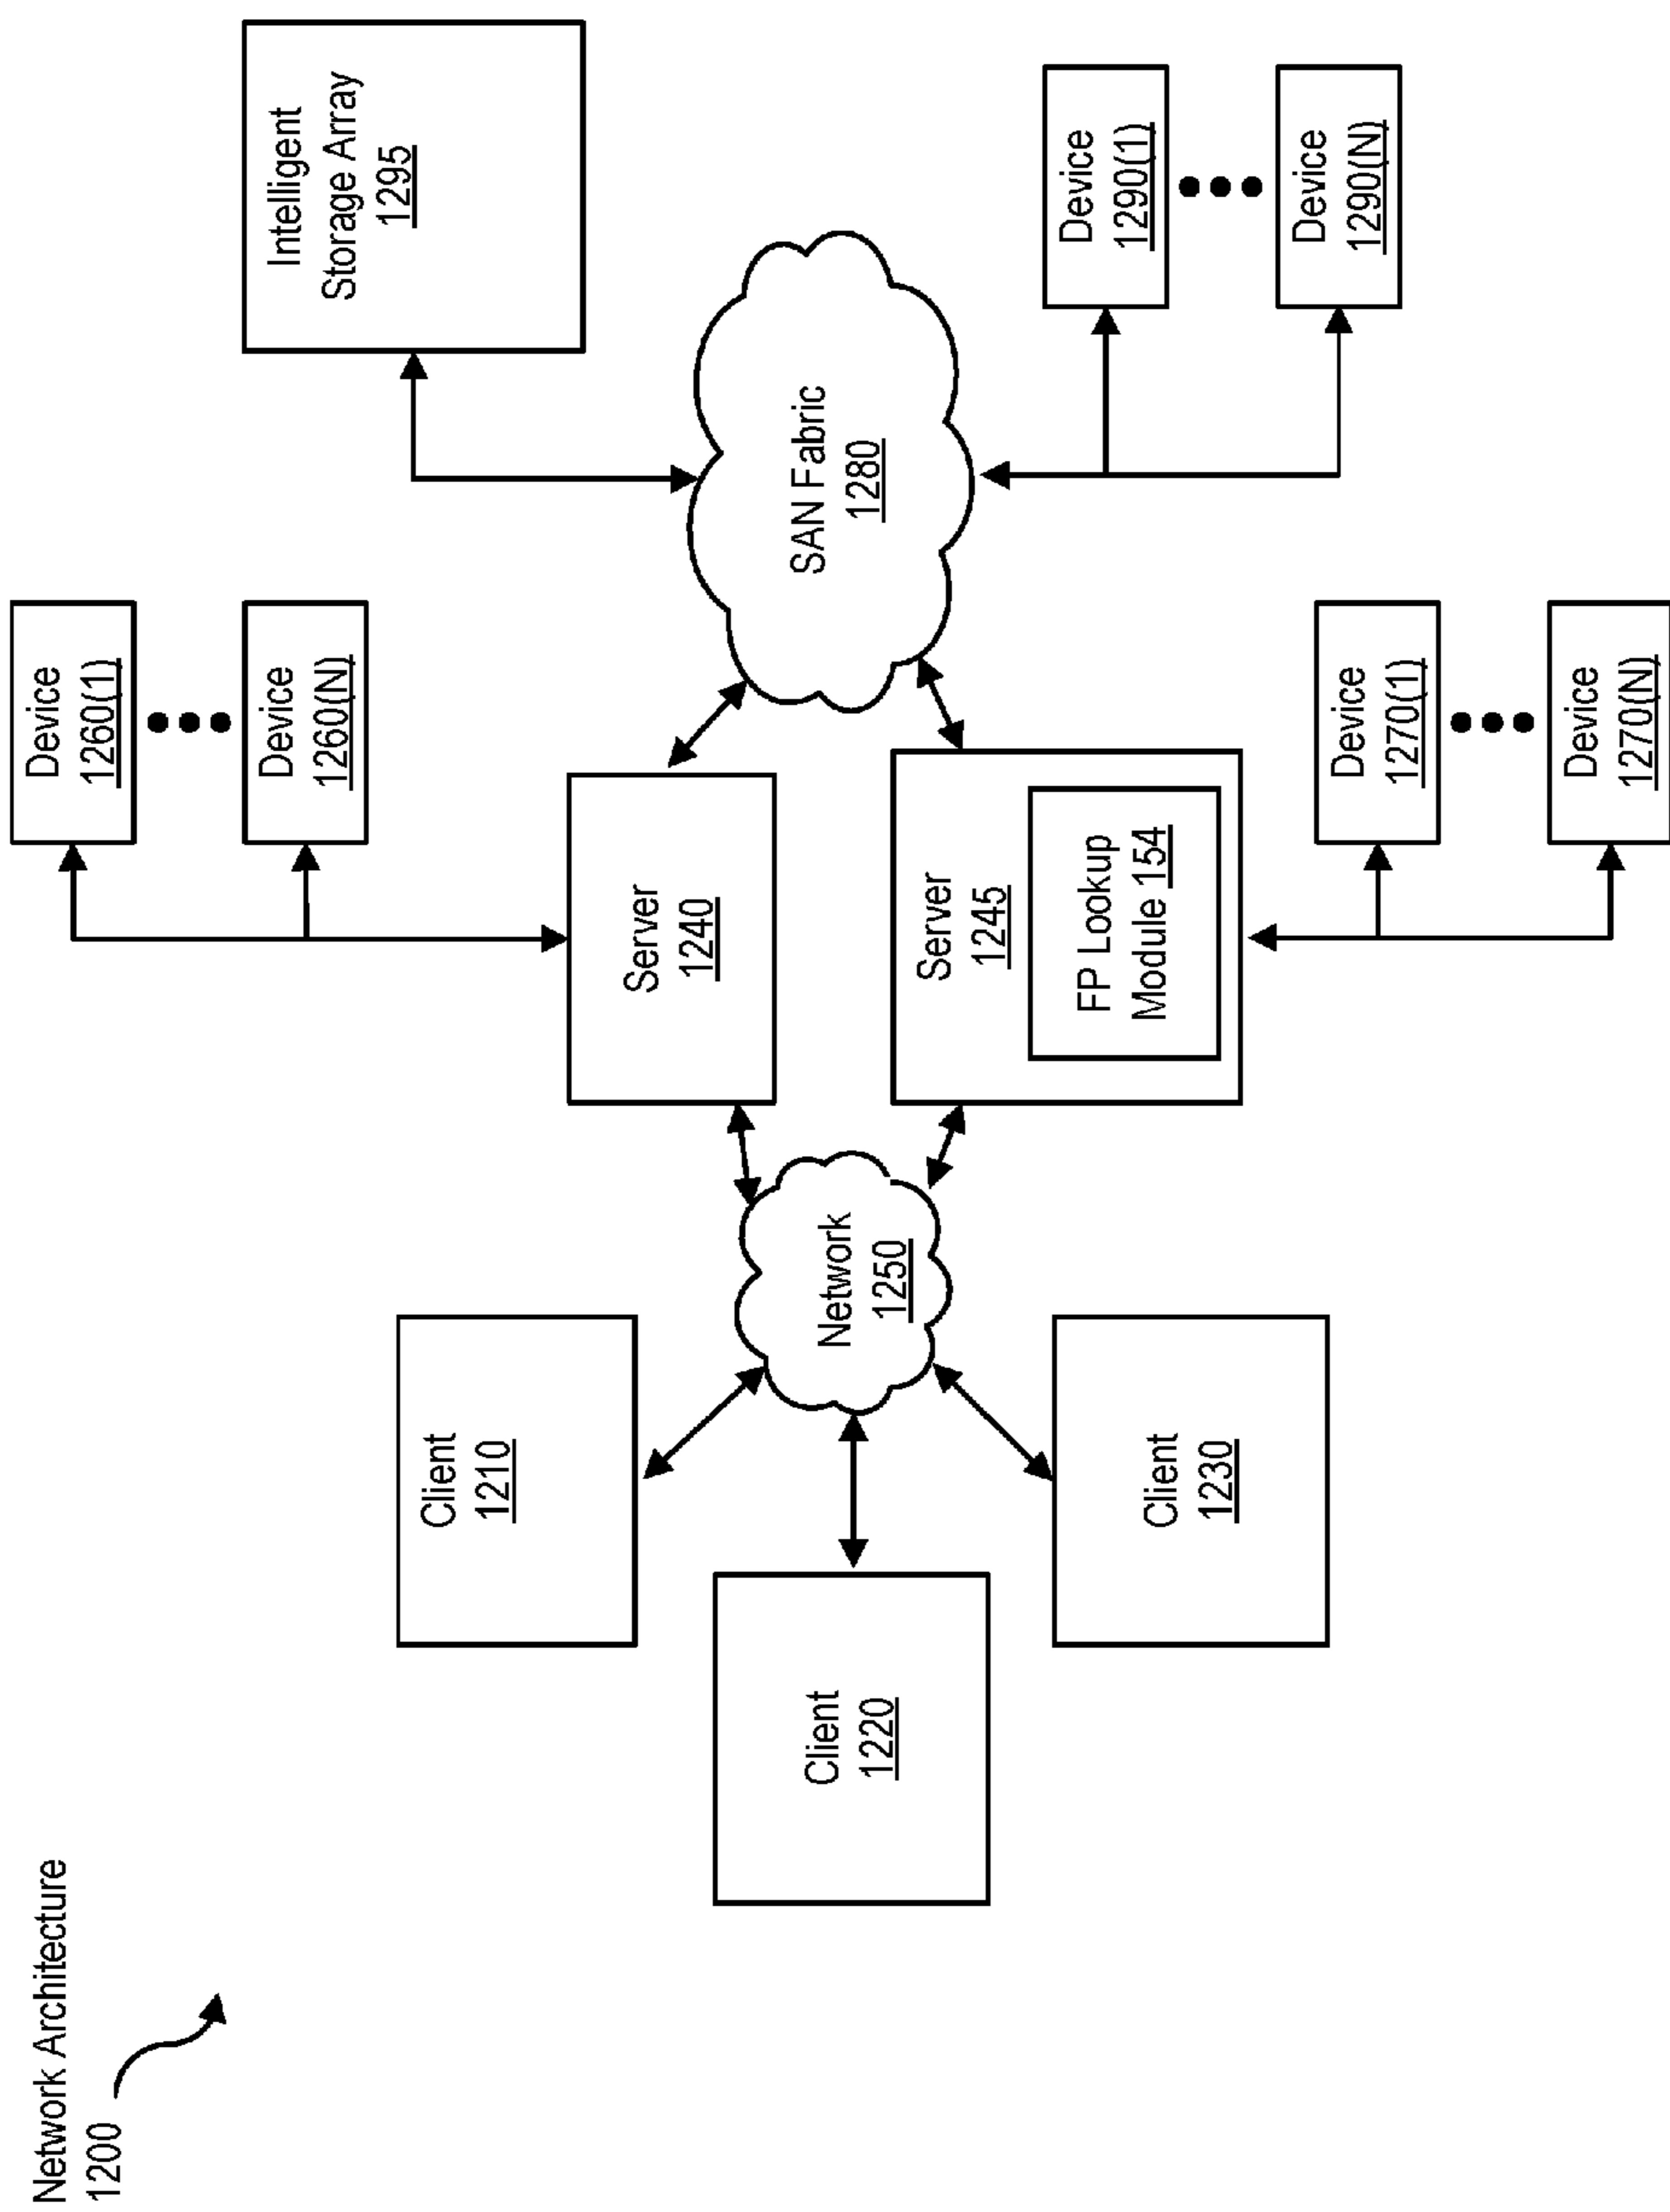 Network Architecture
1200
Device
1260(1)
Device
1260(N)
Intelligent
Storage Array
1295
Client
1210
Server
1240
Client
1220
Network
1250
SAN Fabric
1280
Server
1245
FP Lookup
Module 154
Client
1230
Device
1290(1)
Device
1290(N)
Device
1270(1)
Device
1270(N)